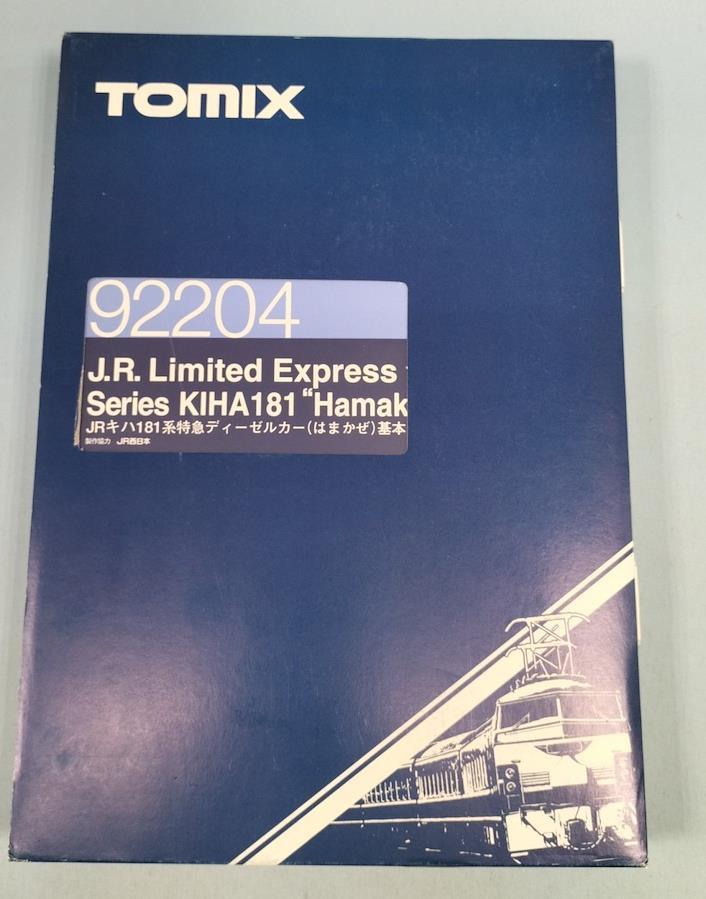 TOMIX
92204
J.R. Limited Express
Series KIHA181 “Hamak
JRキハ181系特急ディーゼルカー(はまかぜ)基本
製作協力 JR西日本